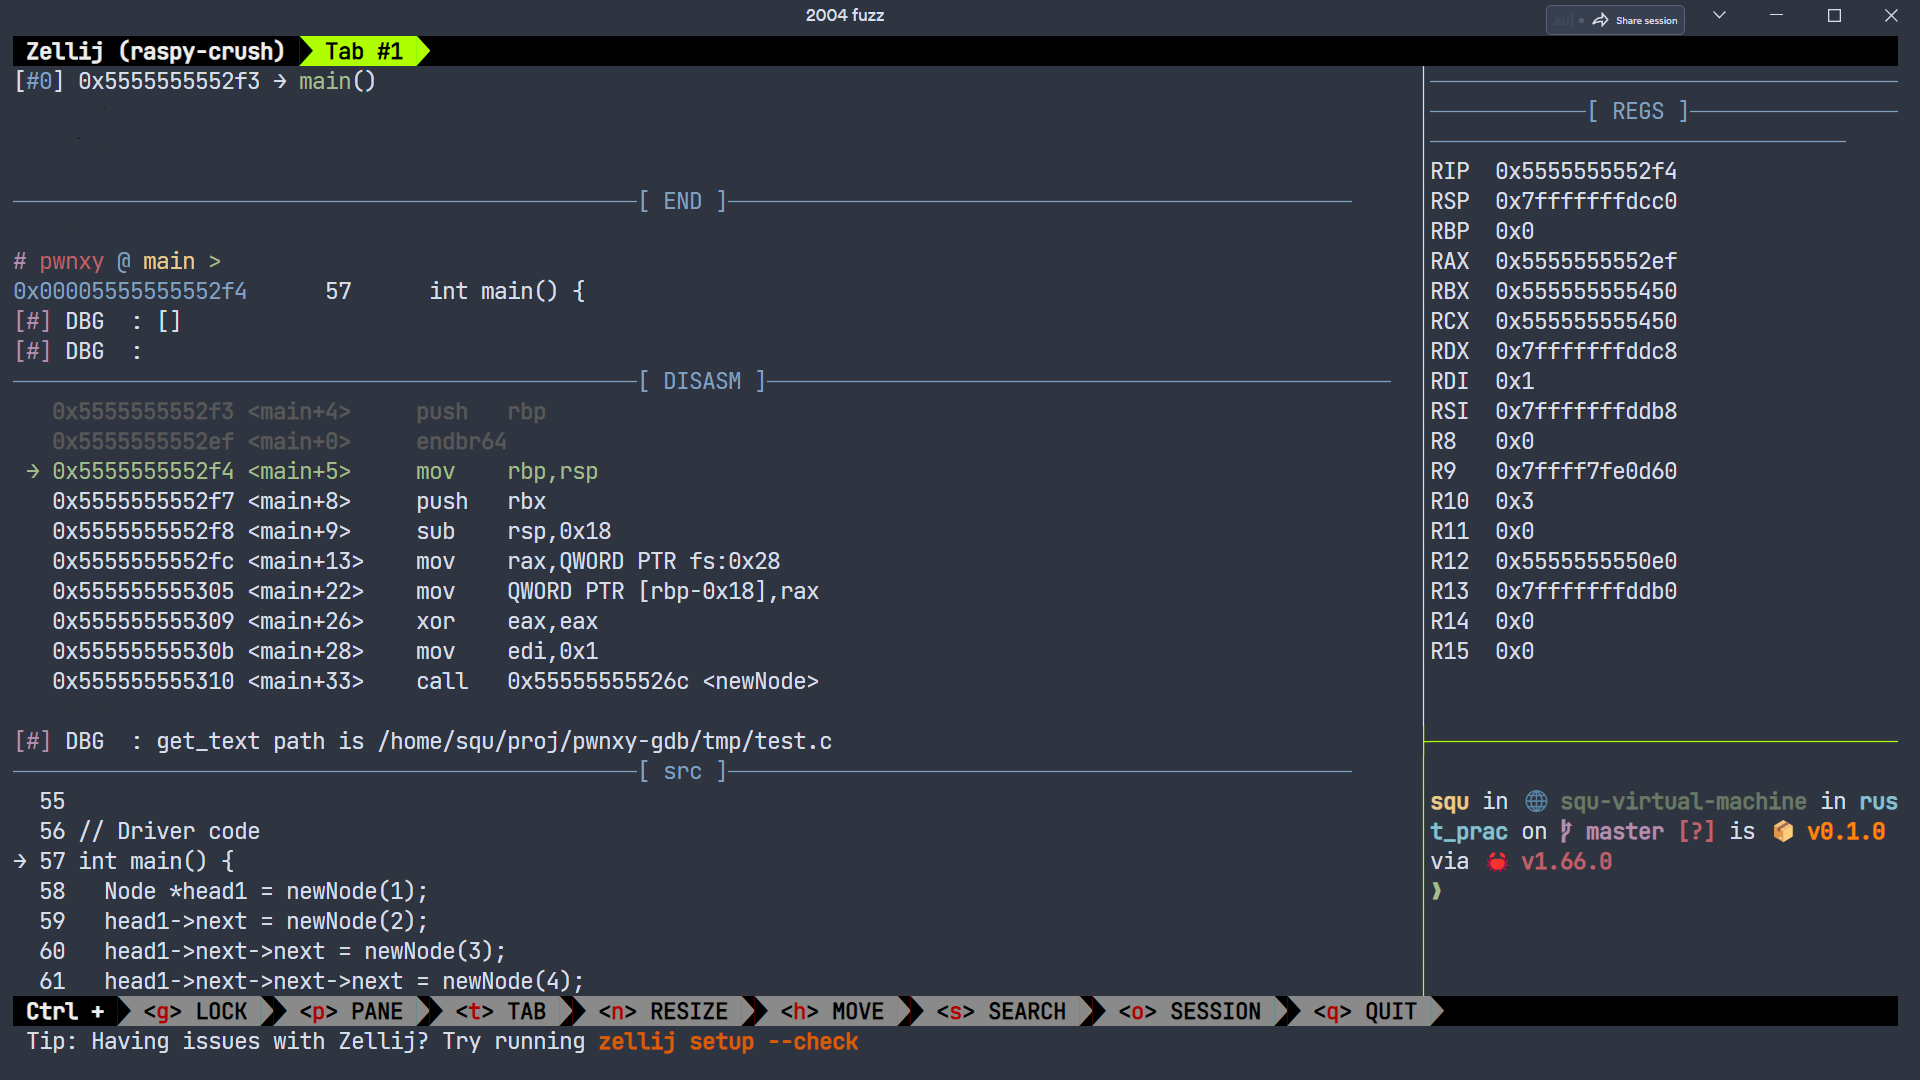 2004 fuzz
Share session
Zellij (raspy-crush) Tab #1
[#0] 0x5555555552f3 → main()
[ END ]
# pwnxy @ main >
0x00005555555552f4 57 int main() {
[#] DBG : []
[#] DBG :
[ DISASM ]
0x5555555552f3 <main+4> push rbp
0x5555555552ef <main+0> endbr64
→ 0x5555555552f4 <main+5> mov rbp,rsp
0x5555555552f7 <main+8> push rbx
0x5555555552f8 <main+9> sub rsp,0x18
0x5555555552fc <main+13> mov rax,QWORD PTR fs:0x28
0x555555555305 <main+22> mov QWORD PTR [rbp-0x18],rax
0x555555555309 <main+26> xor eax,eax
0x55555555530b <main+28> mov edi,0x1
0x555555555310 <main+33> call 0x55555555526c <newNode>
[#] DBG : get_text path is /home/squ/proj/pwnxy-gdb/tmp/test.c
[ src ]
55
56 // Driver code
→ 57 int main() {
58 Node *head1 = newNode(1);
59 head1->next = newNode(2);
60 head1->next->next = newNode(3);
61 head1->next->next->next = newNode(4);
[ REGS ]
RIP 0x5555555552f4
RSP 0x7fffffffdcc0
RBP 0x0
RAX 0x5555555552ef
RBX 0x555555555450
RCX 0x555555555450
RDX 0x7fffffffddc8
RDI 0x1
RSI 0x7fffffffddb8
R8 0x0
R9 0x7ffff7fe0d60
R10 0x3
R11 0x0
R12 0x5555555550e0
R13 0x7fffffffddb0
R14 0x0
R15 0x0
squ in 🌐 squ-virtual-machine in rus
t_prac on master [?] is 📦 v0.1.0
via 🦀 v1.66.0
❱
Ctrl + <g> LOCK <p> PANE <t> TAB <n> RESIZE <h> MOVE <s> SEARCH <o> SESSION <q> QUIT
Tip: Having issues with Zellij? Try running zellij setup --check